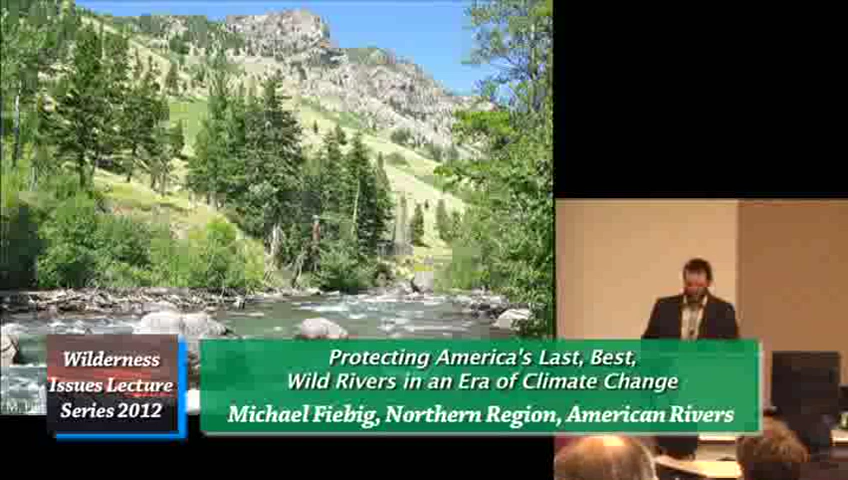 Wilderness
Issues Lecture
Series 2012
Protecting America's Last, Best,
Wild Rivers in an Era of Climate Change
Michael Fiebig, Northern Region, American Rivers